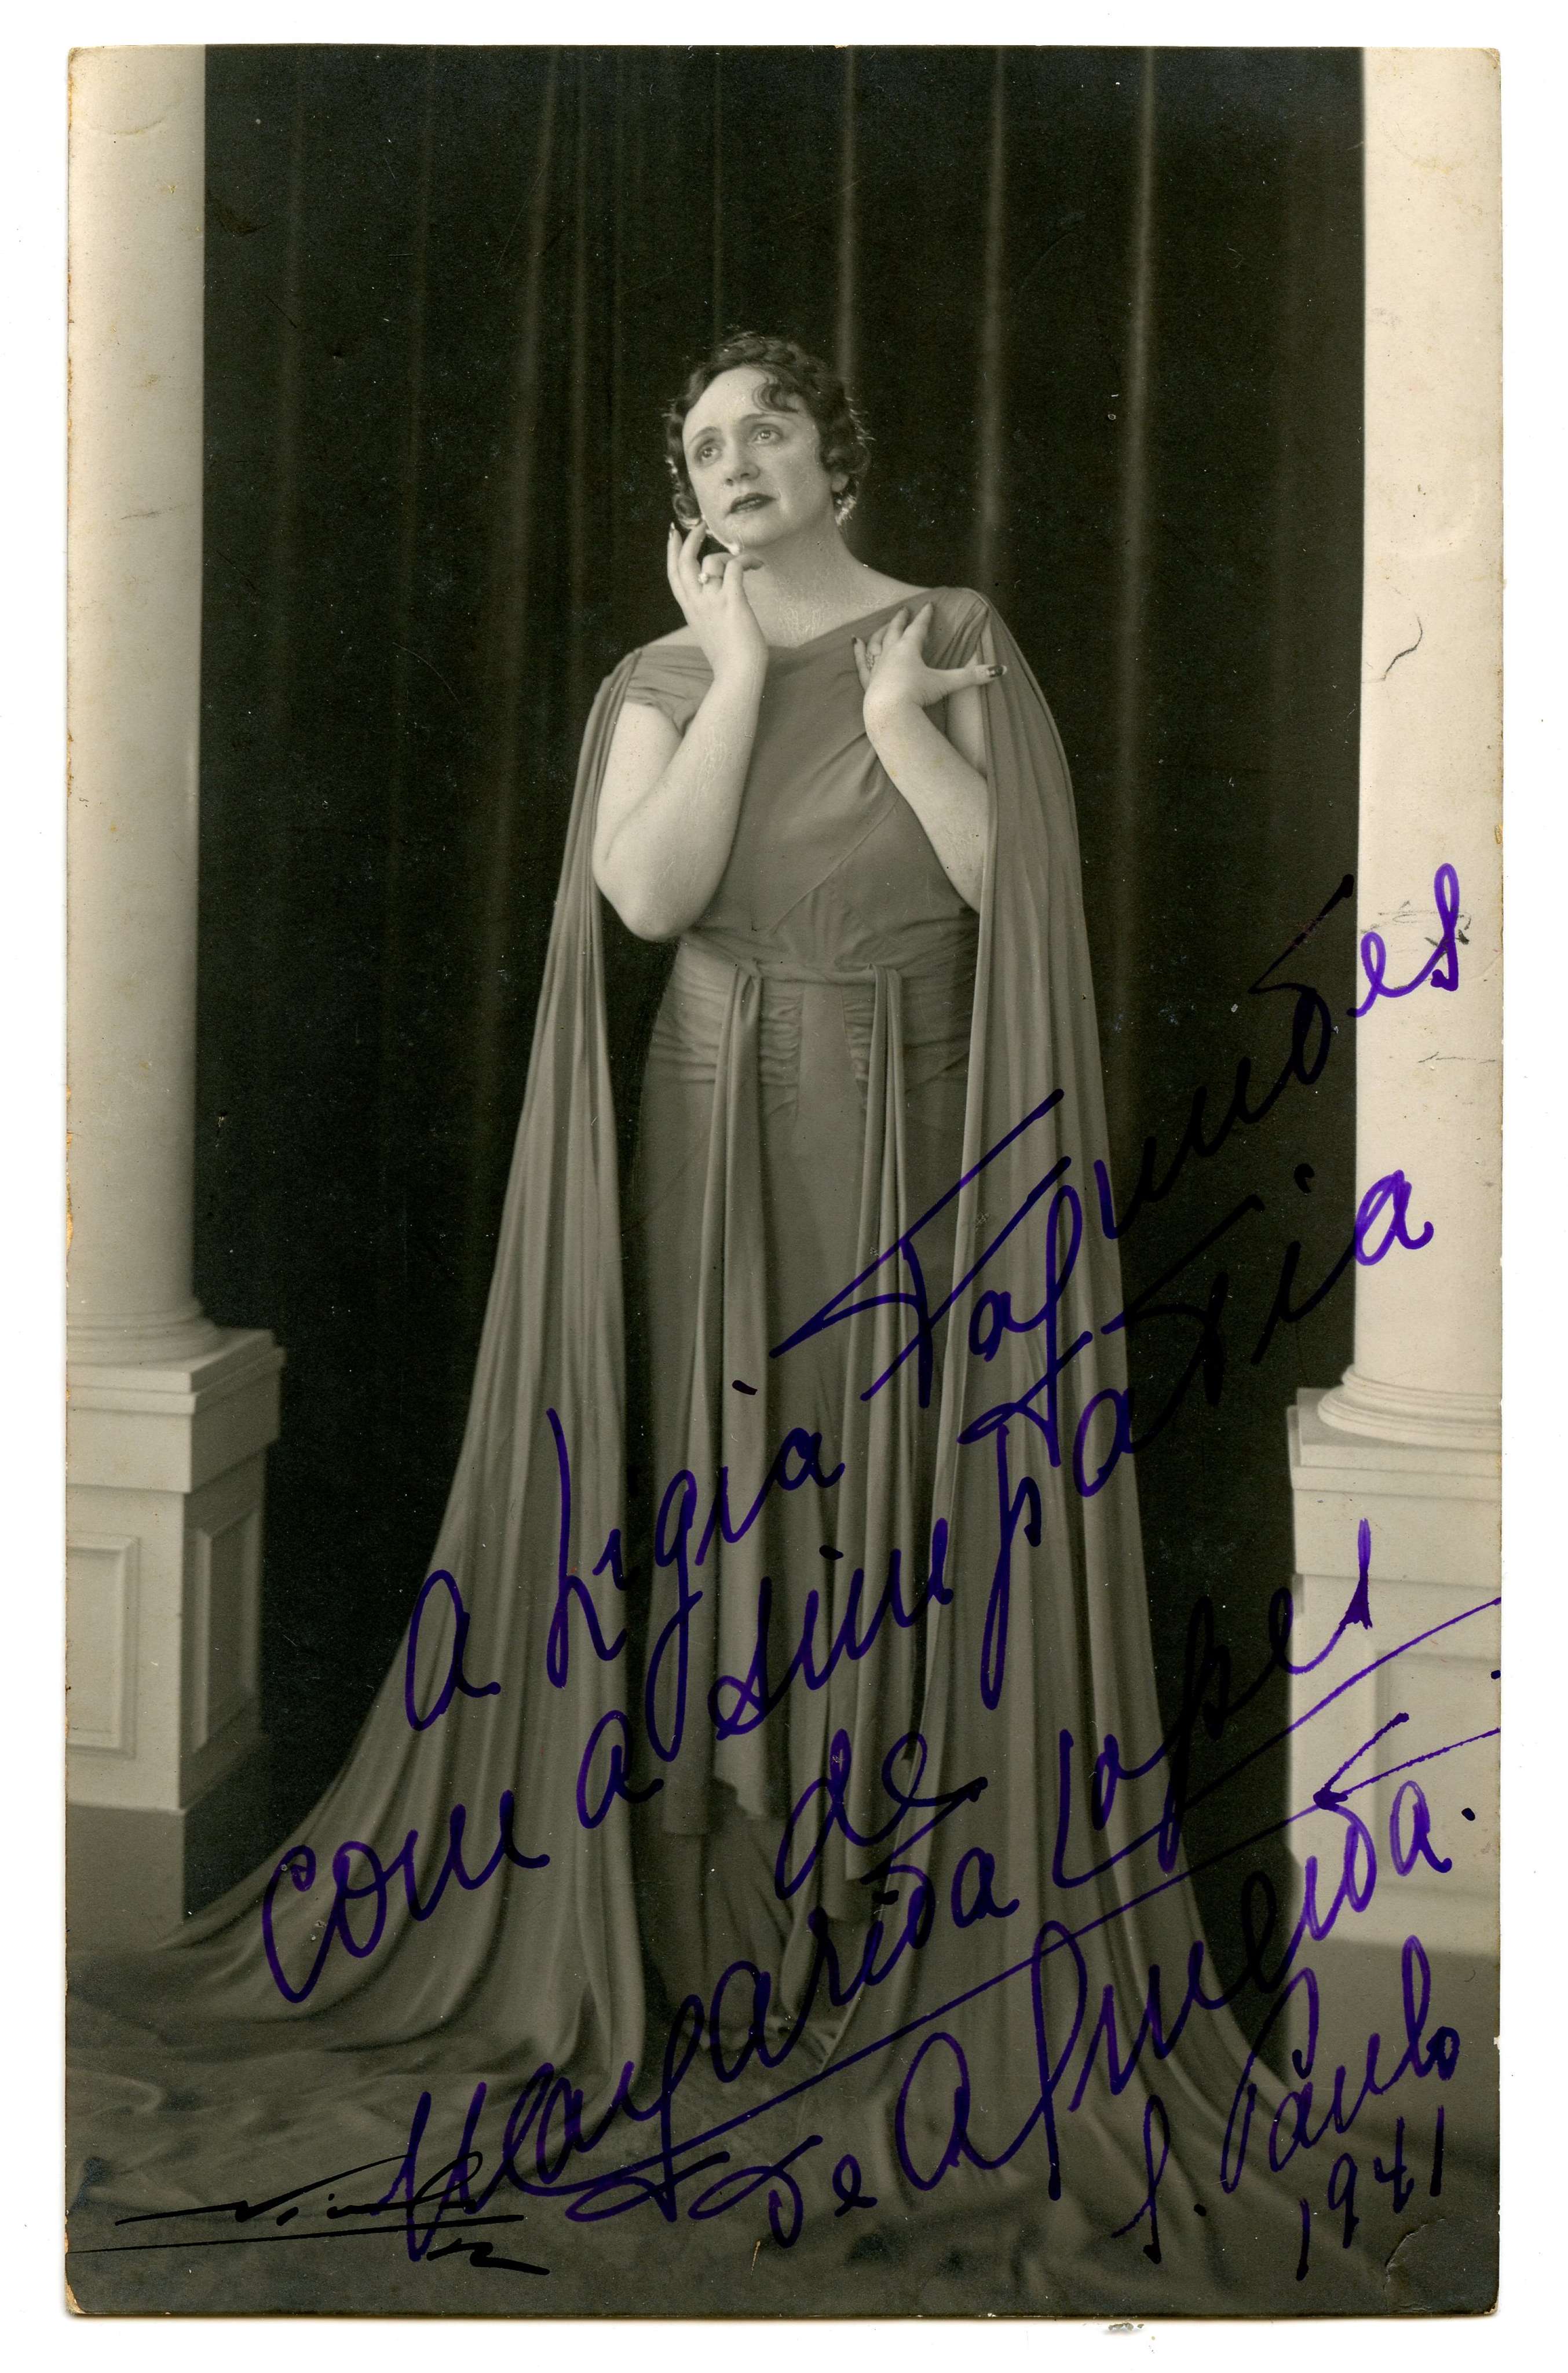 A Ligia Fagundes
com a simpatia
de
Margarida Lopes
de Almeida.
S. Paulo
1941